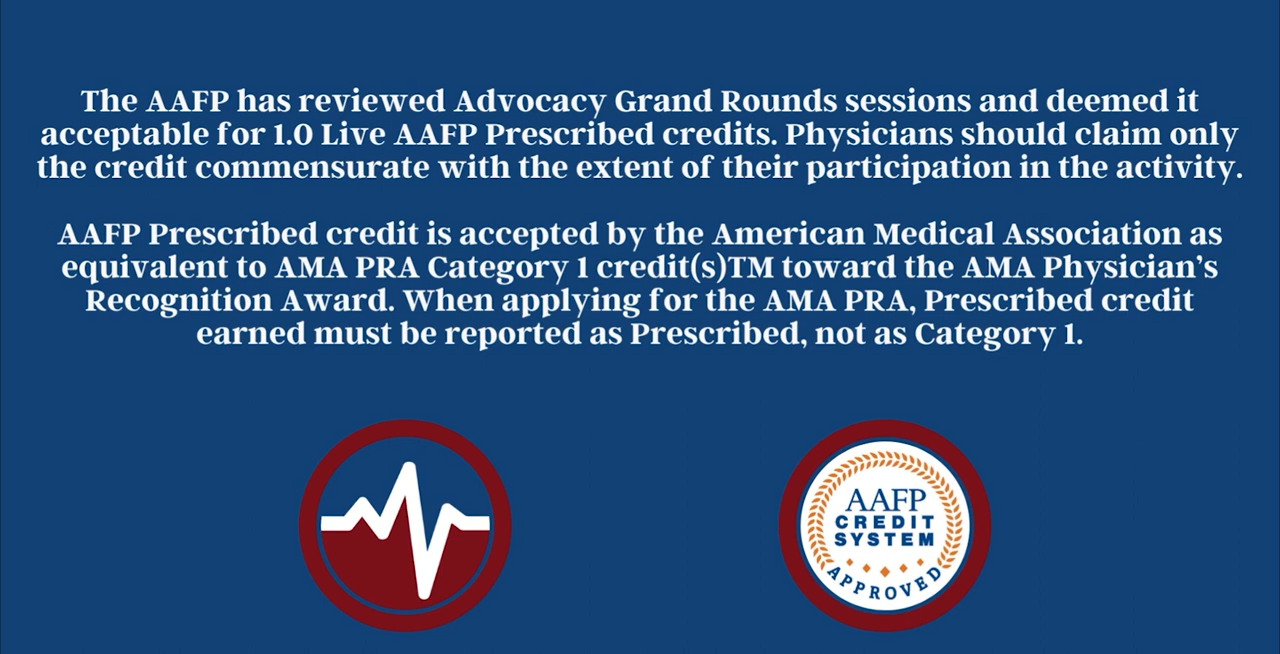 The AAFP has reviewed Advocacy Grand Rounds sessions and deemed it
acceptable for 1.0 Live AAFP Prescribed credits. Physicians should claim only
the credit commensurate with the extent of their participation in the activity.
AAFP Prescribed credit is accepted by the American Medical Association as
equivalent to AMA PRA Category 1 credit(s)TM toward the AMA Physician's
Recognition Award. When applying for the AMA PRA, Prescribed credit
earned must be reported as Prescribed, not as Category 1.
AAFP
CREDIT
SYSTEM
APPROVED